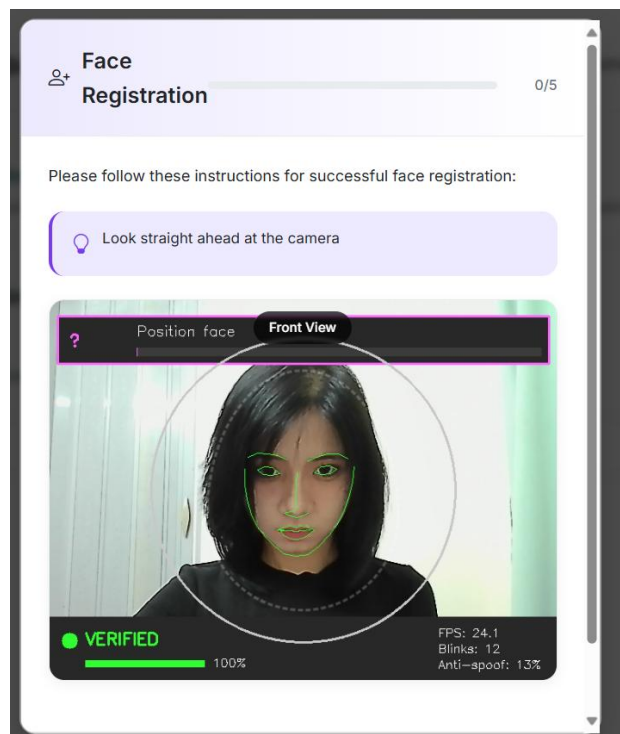 Face
Registration
0/5
Please follow these instructions for successful face registration:
Look straight ahead at the camera
? Position face
Front View
VERIFIED
100%
FPS: 24.1
Blinks: 12
Anti-spoof: 13%